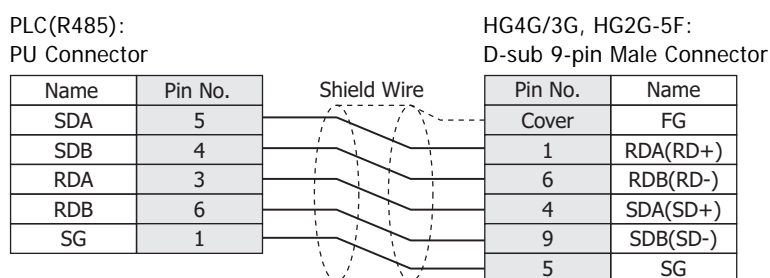 PLC(R485):
PU Connector
HG4G/3G, HG2G-5F:
D-sub 9-pin Male Connector
Name Pin No. Shield Wire Pin No. Name
SDA 5 Cover FG
SDB 4 1 RDA(RD+)
RDA 3 6 RDB(RD-)
RDB 6 4 SDA(SD+)
SG 1 9 SDB(SD-)
5 SG